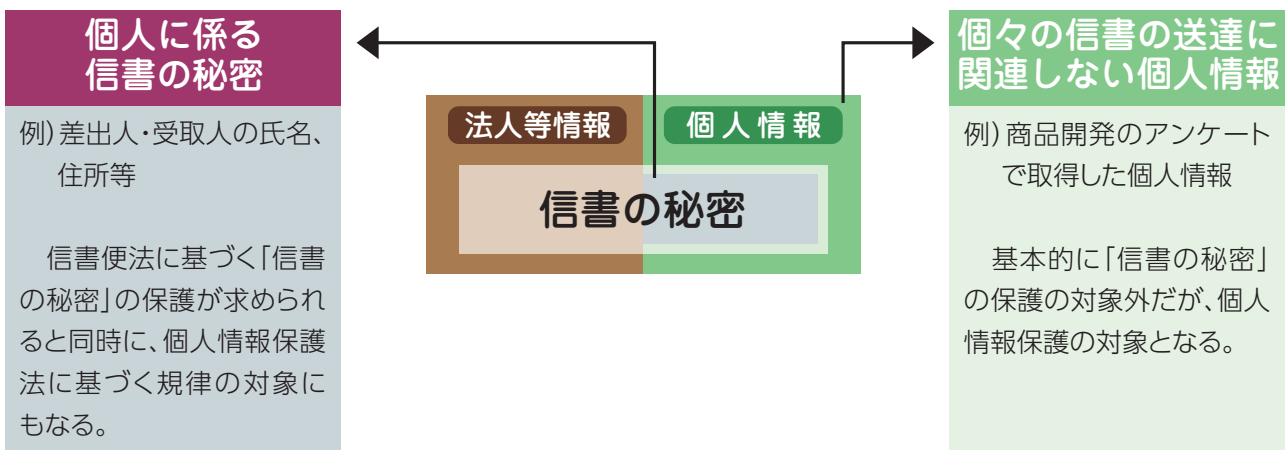 個人に係る
信書の秘密
例)差出人・受取人の氏名、
住所等
信書便法に基づく「信書
の秘密」の保護が求められ
ると同時に、個人情報保護
法に基づく規律の対象に
もなる。
法人等情報
個人情報
信書の秘密
個々の信書の送達に
関連しない個人情報
例)商品開発のアンケート
で取得した個人情報
基本的に「信書の秘密」
の保護の対象外だが、個人
情報保護の対象となる。